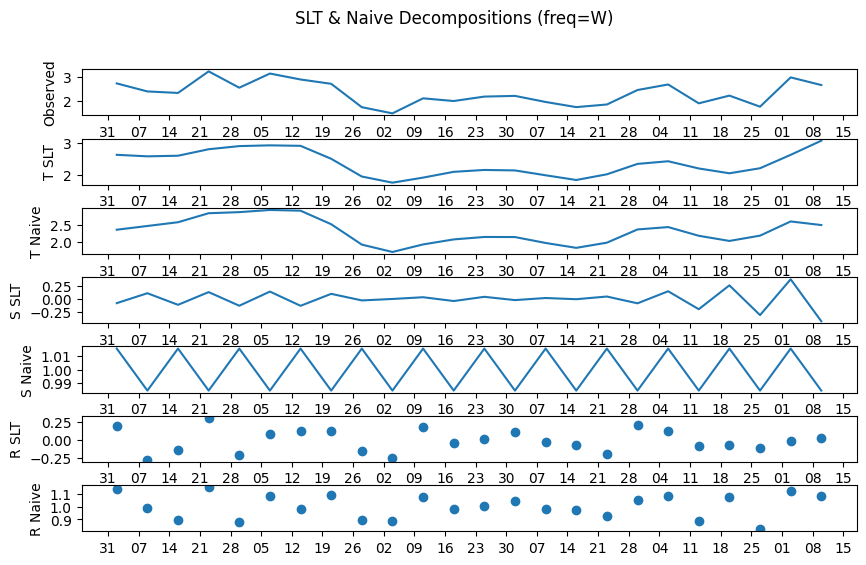 SLT & Naive Decompositions (freq=W)
Observed
3
2
31 07 14 21 28 05 12 19 26 02 09 16 23 30 07 14 21 28 04 11 18 25 01 08 15
T SLT
3
2
31 07 14 21 28 05 12 19 26 02 09 16 23 30 07 14 21 28 04 11 18 25 01 08 15
T Naive
2.5
2.0
31 07 14 21 28 05 12 19 26 02 09 16 23 30 07 14 21 28 04 11 18 25 01 08 15
S SLT
0.25
0.00
−0.25
31 07 14 21 28 05 12 19 26 02 09 16 23 30 07 14 21 28 04 11 18 25 01 08 15
S Naive
1.01
1.00
0.99
31 07 14 21 28 05 12 19 26 02 09 16 23 30 07 14 21 28 04 11 18 25 01 08 15
R SLT
0.25
0.00
−0.25
31 07 14 21 28 05 12 19 26 02 09 16 23 30 07 14 21 28 04 11 18 25 01 08 15
R Naive
1.1
1.0
0.9
31 07 14 21 28 05 12 19 26 02 09 16 23 30 07 14 21 28 04 11 18 25 01 08 15